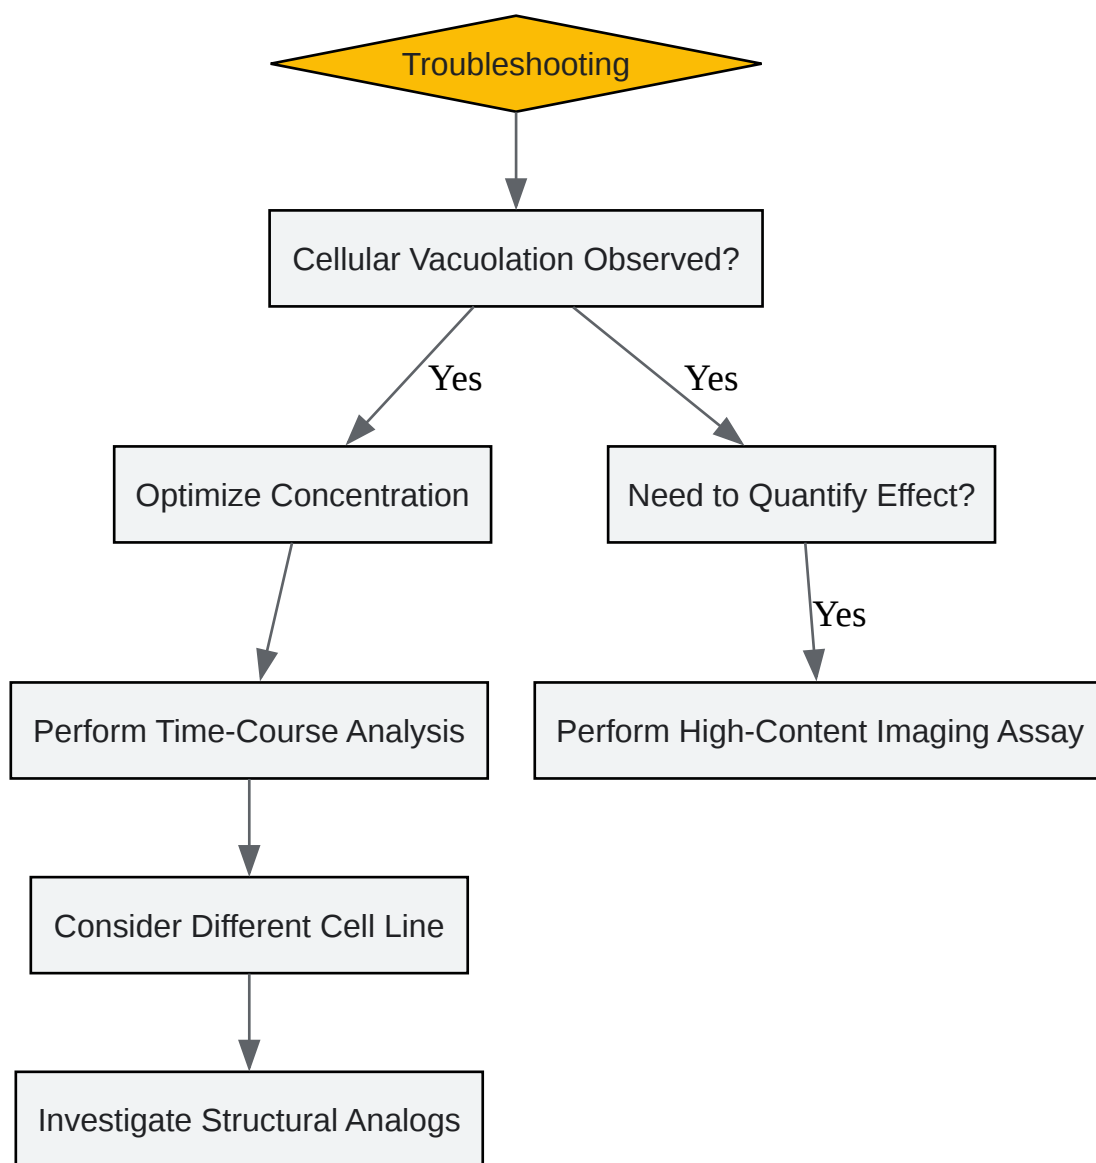 Troubleshooting
Cellular Vacuolation Observed?
Yes
Yes
Optimize Concentration
Need to Quantify Effect?
Yes
Perform Time-Course Analysis
Perform High-Content Imaging Assay
Consider Different Cell Line
Investigate Structural Analogs